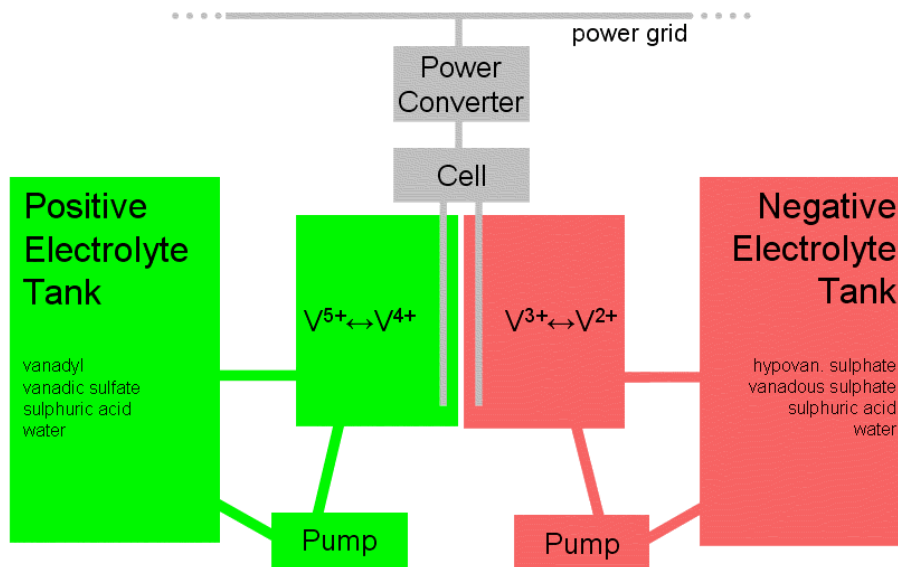 power grid
Power
Converter
Cell
Positive
Electrolyte
Tank
vanadyl
vanadic sulfate
sulphuric acid
water
V⁵⁺↔V⁴⁺
V³⁺↔V²⁺
Negative
Electrolyte
Tank
hypovan. sulphate
vanadous sulphate
sulphuric acid
water
Pump
Pump